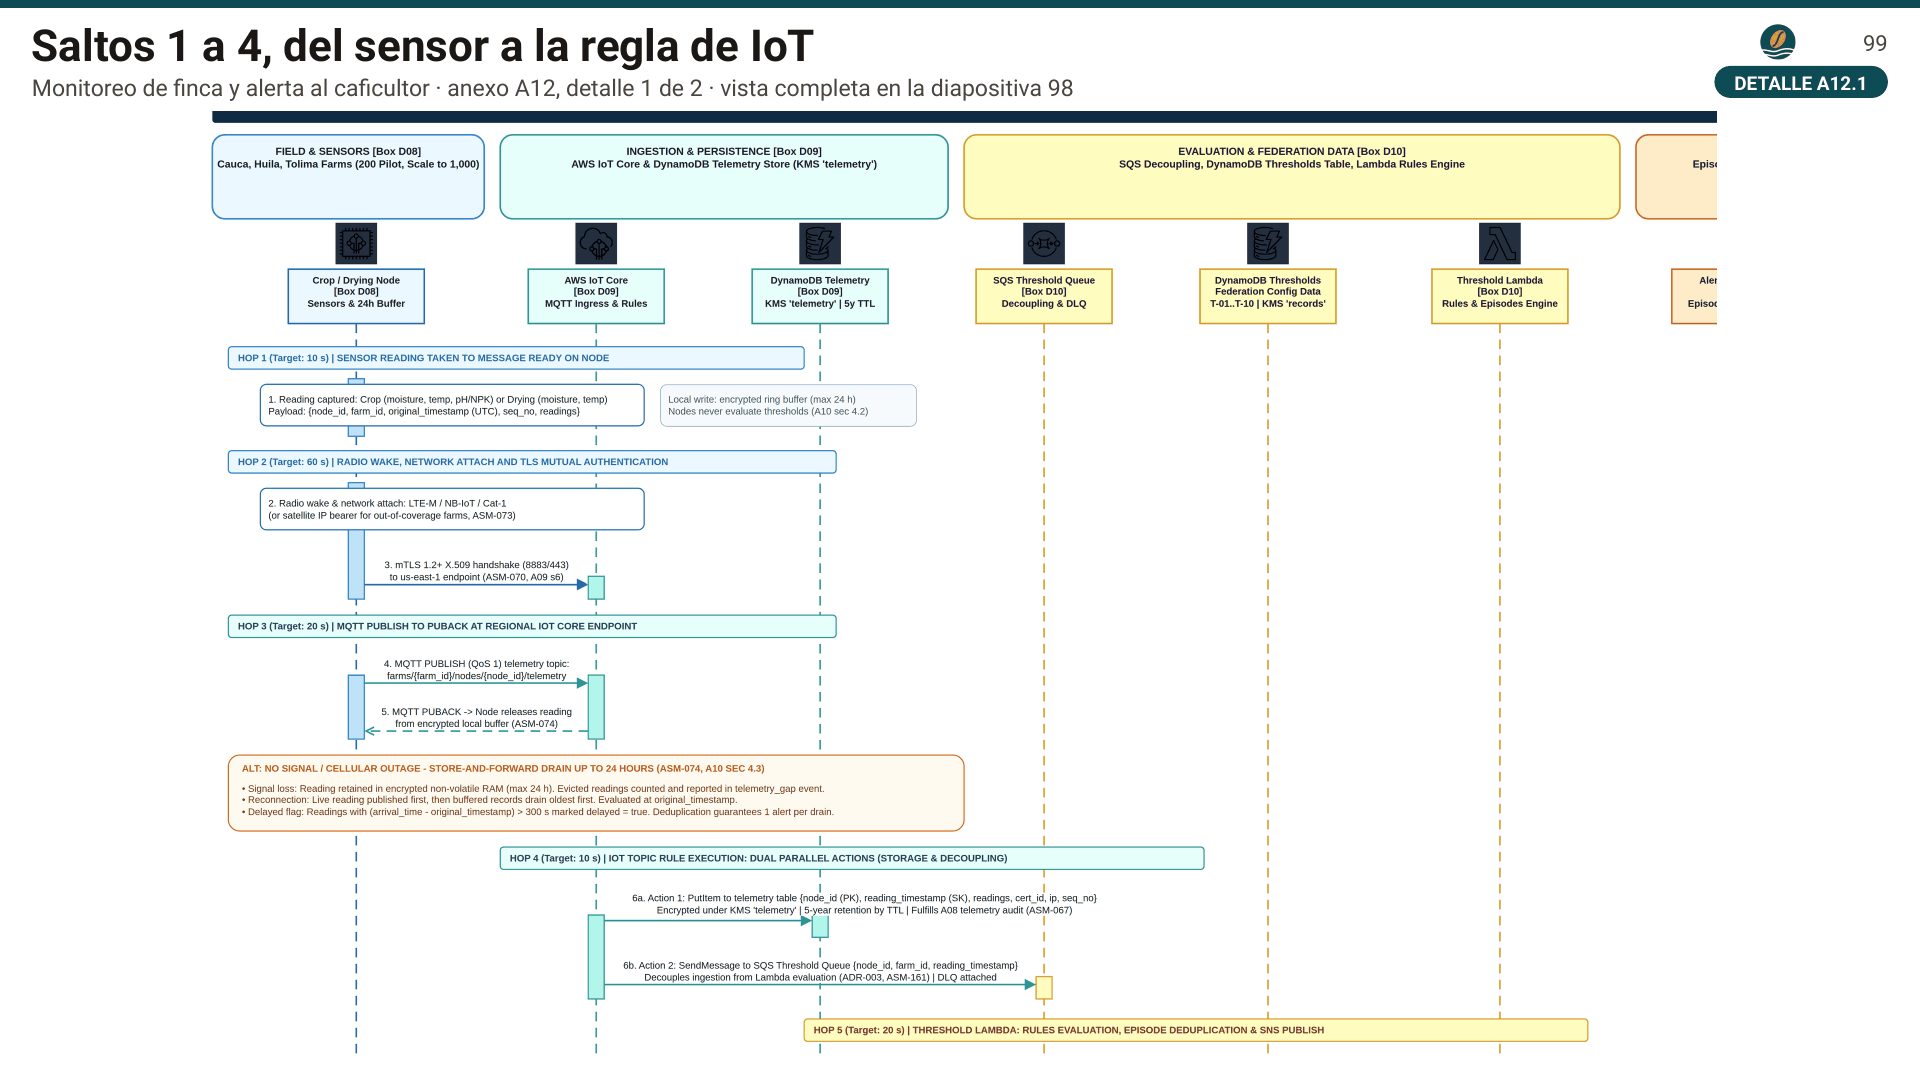 Saltos 1 a 4, del sensor a la regla de IoT
Monitoreo de finca y alerta al caficultor · anexo A12, detalle 1 de 2 · vista completa en la diapositiva 98
99
DETALLE A12.1
FIELD & SENSORS [Box D08]
Cauca, Huila, Tolima Farms (200 Pilot, Scale to 1,000)
INGESTION & PERSISTENCE [Box D09]
AWS IoT Core & DynamoDB Telemetry Store (KMS 'telemetry')
EVALUATION & FEDERATION DATA [Box D10]
SQS Decoupling, DynamoDB Thresholds Table, Lambda Rules Engine
Crop / Drying Node
[Box D08]
Sensors & 24h Buffer
AWS IoT Core
[Box D09]
MQTT Ingress & Rules
DynamoDB Telemetry
[Box D09]
KMS 'telemetry' | 5y TTL
SQS Threshold Queue
[Box D10]
Decoupling & DLQ
DynamoDB Thresholds
Federation Config Data
T-01..T-10 | KMS 'records'
Threshold Lambda
[Box D10]
Rules & Episodes Engine
HOP 1 (Target: 10 s) | SENSOR READING TAKEN TO MESSAGE READY ON NODE
1. Reading captured: Crop (moisture, temp, pH/NPK) or Drying (moisture, temp)
Payload: {node_id, farm_id, original_timestamp (UTC), seq_no, readings}
Local write: encrypted ring buffer (max 24 h)
Nodes never evaluate thresholds (A10 sec 4.2)
HOP 2 (Target: 60 s) | RADIO WAKE, NETWORK ATTACH AND TLS MUTUAL AUTHENTICATION
2. Radio wake & network attach: LTE-M / NB-IoT / Cat-1
(or satellite IP bearer for out-of-coverage farms, ASM-073)
3. mTLS 1.2+ X.509 handshake (8883/443)
to us-east-1 endpoint (ASM-070, A09 s6)
HOP 3 (Target: 20 s) | MQTT PUBLISH TO PUBACK AT REGIONAL IOT CORE ENDPOINT
4. MQTT PUBLISH (QoS 1) telemetry topic:
farms/{farm_id}/nodes/{node_id}/telemetry
5. MQTT PUBACK -> Node releases reading
from encrypted local buffer (ASM-074)
ALT: NO SIGNAL / CELLULAR OUTAGE - STORE-AND-FORWARD DRAIN UP TO 24 HOURS (ASM-074, A10 SEC 4.3)
• Signal loss: Reading retained in encrypted non-volatile RAM (max 24 h). Evicted readings counted and reported in telemetry_gap event.
• Reconnection: Live reading published first, then buffered records drain oldest first. Evaluated at original_timestamp.
• Delayed flag: Readings with (arrival_time - original_timestamp) > 300 s marked delayed = true. Deduplication guarantees 1 alert per drain.
HOP 4 (Target: 10 s) | IOT TOPIC RULE EXECUTION: DUAL PARALLEL ACTIONS (STORAGE & DECOUPLING)
6a. Action 1: PutItem to telemetry table {node_id (PK), reading_timestamp (SK), readings, cert_id, ip, seq_no}
Encrypted under KMS 'telemetry' | 5-year retention by TTL | Fulfills A08 telemetry audit (ASM-067)
6b. Action 2: SendMessage to SQS Threshold Queue {node_id, farm_id, reading_timestamp}
Decouples ingestion from Lambda evaluation (ADR-003, ASM-161) | DLQ attached
HOP 5 (Target: 20 s) | THRESHOLD LAMBDA: RULES EVALUATION, EPISODE DEDUPLICATION & SNS PUBLISH